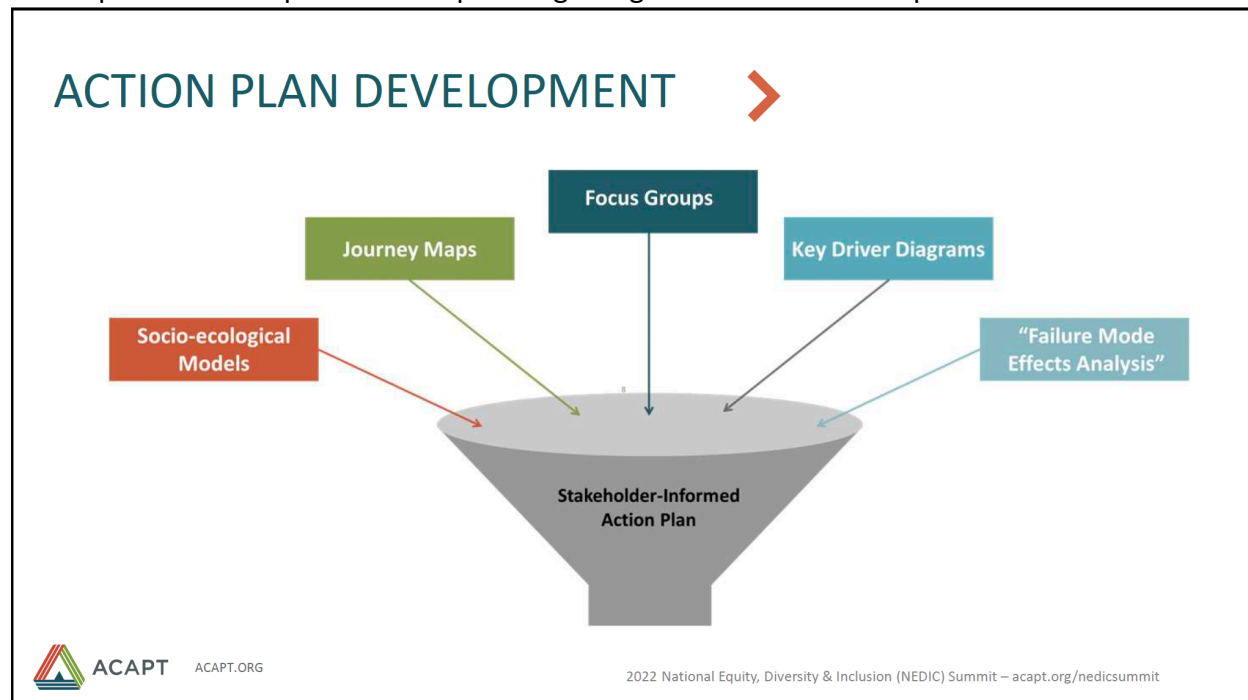 ACTION PLAN DEVELOPMENT
Focus Groups
Journey Maps
Key Driver Diagrams
Socio-ecological
Models
“Failure Mode
Effects Analysis”
8
Stakeholder-Informed
Action Plan
ACAPT
ACAPT.ORG
2022 National Equity, Diversity & Inclusion (NEDIC) Summit – acapt.org/nedicsummit